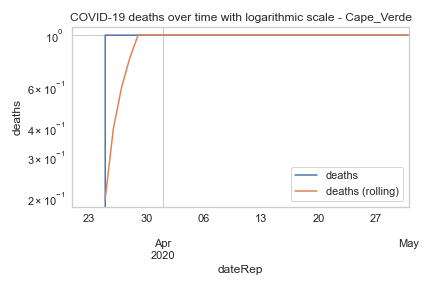 COVID-19 deaths over time with logarithmic scale - Cape_Verde
10⁰
6 × 10⁻¹
4 × 10⁻¹
3 × 10⁻¹
2 × 10⁻¹
deaths
deaths
deaths (rolling)
23 30 06 13 20 27
Apr May
2020
dateRep